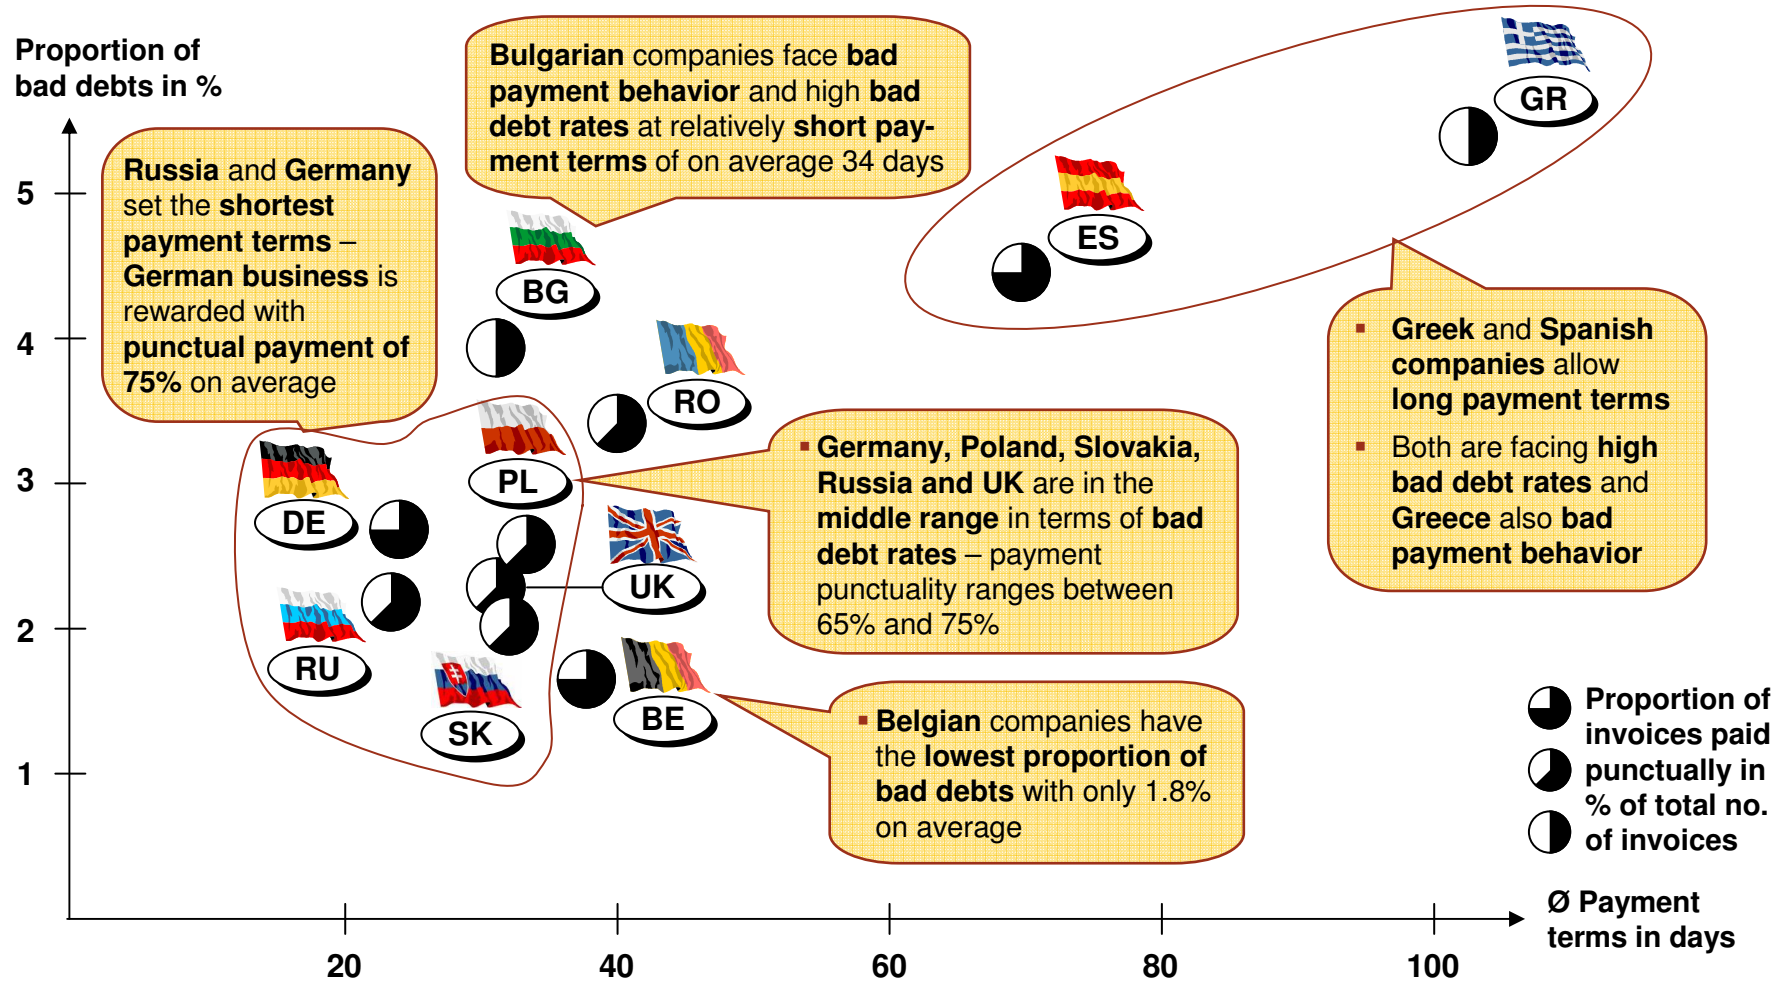 Proportion of
bad debts in %
Bulgarian companies face bad
payment behavior and high bad
debt rates at relatively short pay-
ment terms of on average 34 days
GR
Russia and Germany
set the shortest
payment terms –
German business is
rewarded with
punctual payment of
75% on average
5
ES
BG
4
Greek and Spanish
companies allow
long payment terms
Both are facing high
bad debt rates and
Greece also bad
payment behavior
RO
3
PL
Germany, Poland, Slovakia,
Russia and UK are in the
middle range in terms of bad
debt rates – payment
punctuality ranges between
65% and 75%
DE
UK
2
RU
SK
BE
Belgian companies have
the lowest proportion of
bad debts with only 1.8%
on average
1
Proportion of
invoices paid
punctually in
% of total no.
of invoices
Ø Payment
terms in days
20
40
60
80
100